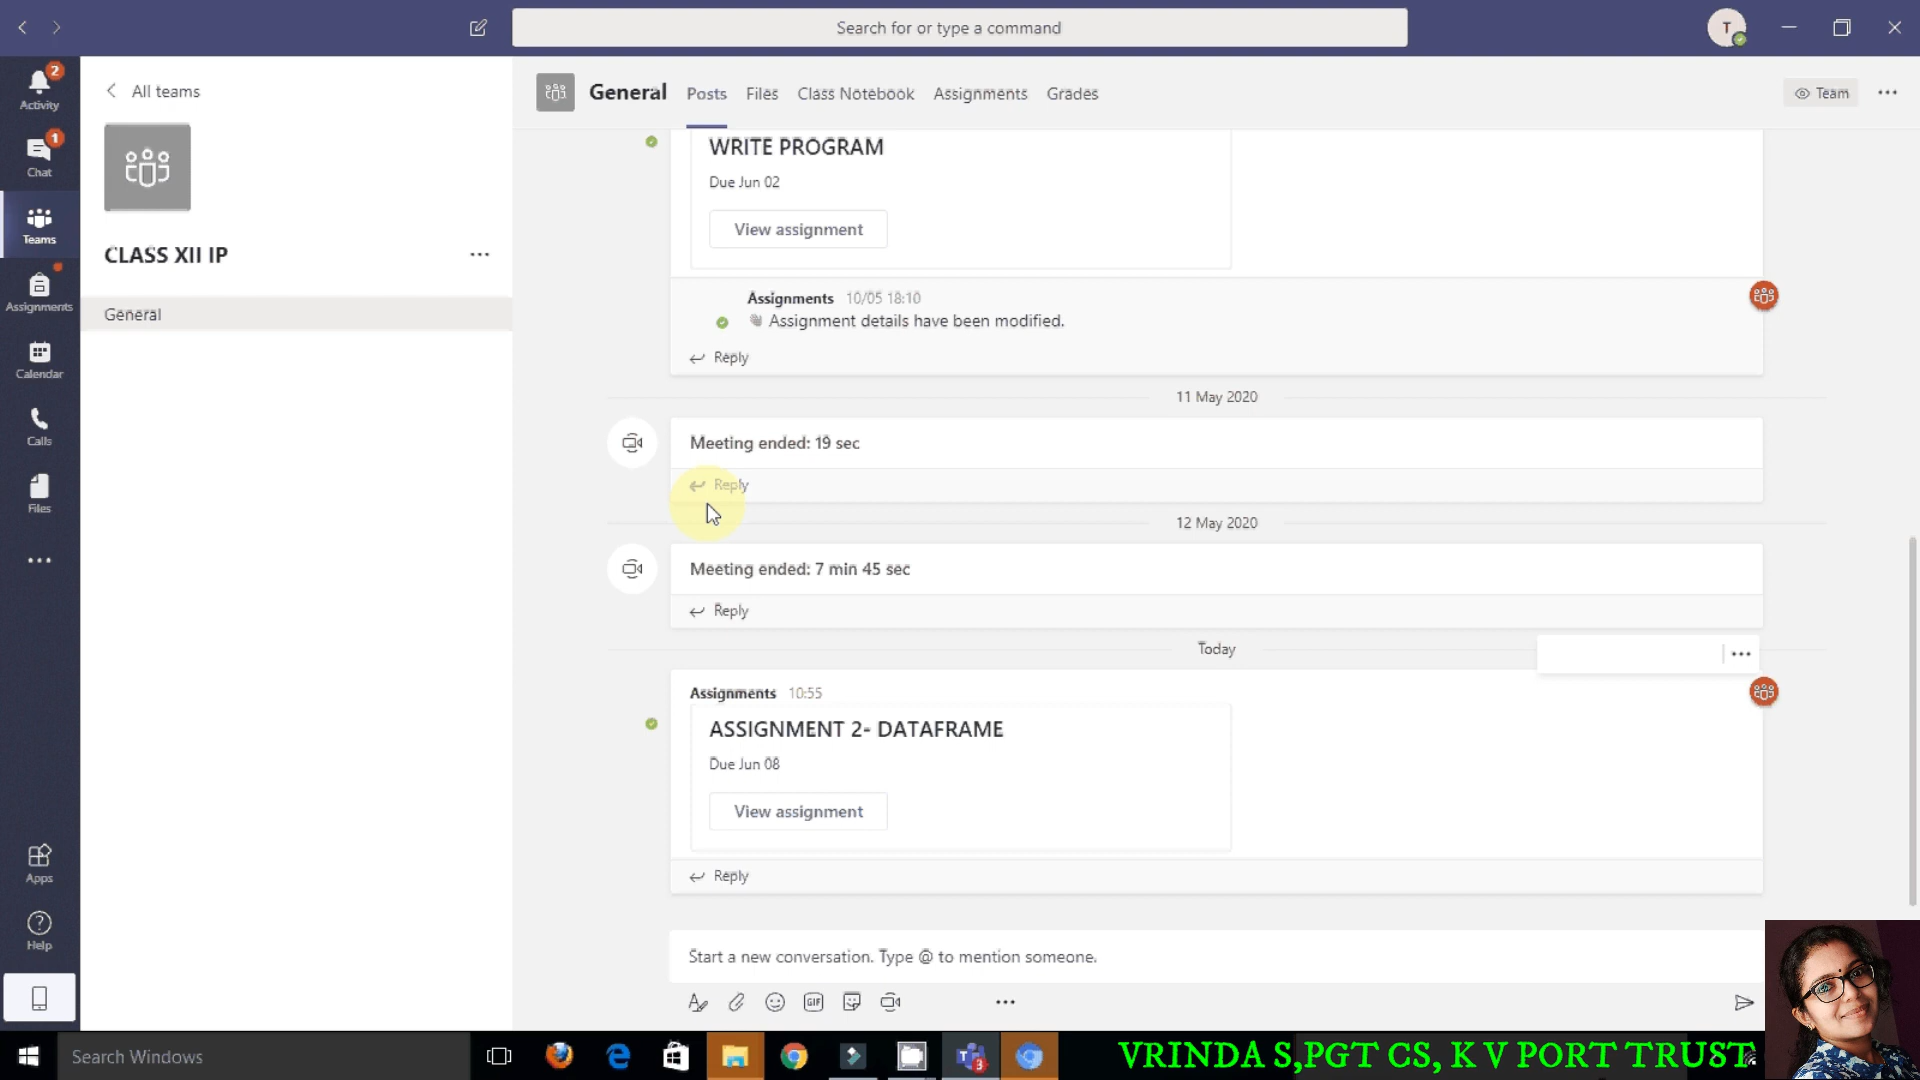 Search for or type a command
T
2
Activity
1
Chat
Teams
Assignments
Calendar
Calls
Files
Apps
Help
All teams
CLASS XII IP
General
General
Posts
Files
Class Notebook
Assignments
Grades
Team
WRITE PROGRAM
Due Jun 02
View assignment
Assignments 10/05 18:10
Assignment details have been modified.
Reply
11 May 2020
Meeting ended: 19 sec
Reply
12 May 2020
Meeting ended: 7 min 45 sec
Reply
Today
Assignments 10:55
ASSIGNMENT 2- DATAFRAME
Due Jun 08
View assignment
Reply
Start a new conversation. Type @ to mention someone.
GIF
Search Windows
3
VRINDA S,PGT CS, K V PORT TRUST